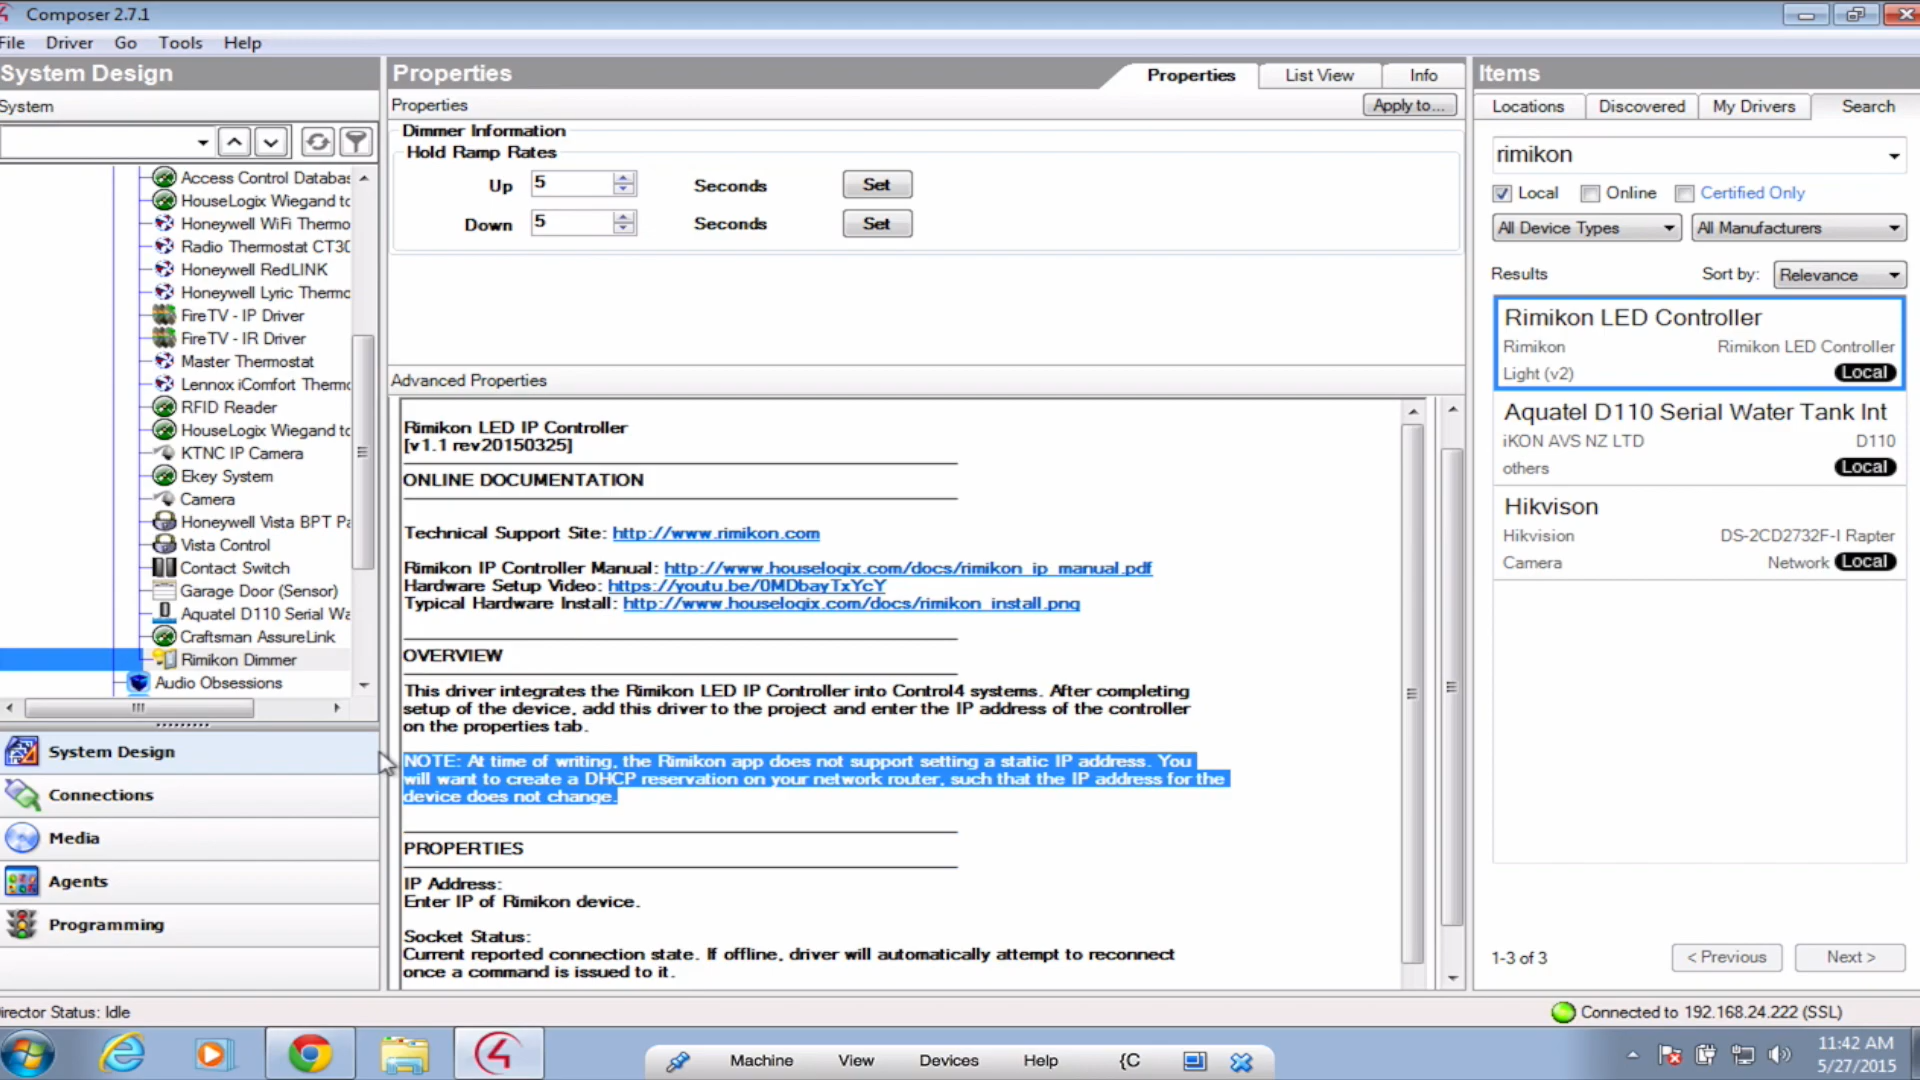 Composer 2.7.1
File Driver Go Tools Help
System Design
System
Access Control Databas
HouseLogix Wiegand to
Honeywell WiFi Thermo
Radio Thermostat CT30
Honeywell RedLINK
Honeywell Lyric Thermo
FireTV - IP Driver
FireTV - IR Driver
Master Thermostat
Lennox iComfort Thermo
RFID Reader
HouseLogix Wiegand to
KTNC IP Camera
Ekey System
Camera
Honeywell Vista BPT Pa
Vista Control
Contact Switch
Garage Door (Sensor)
Aquatel D110 Serial Wa
Craftsman AssureLink
Rimikon Dimmer
Audio Obsessions
System Design
Connections
Media
Agents
Programming
Properties
Properties List View Info
Properties
Apply to...
Dimmer Information
Hold Ramp Rates
Up 5 Seconds Set
Down 5 Seconds Set
Advanced Properties
Rimikon LED IP Controller
[v1.1 rev20150325]
ONLINE DOCUMENTATION
Technical Support Site: http://www.rimikon.com
Rimikon IP Controller Manual: http://www.houselogix.com/docs/rimikon_ip_manual.pdf
Hardware Setup Video: https://youtu.be/0MDbayTxYcY
Typical Hardware Install: http://www.houselogix.com/docs/rimikon_install.png
OVERVIEW
This driver integrates the Rimikon LED IP Controller into Control4 systems. After completing
setup of the device, add this driver to the project and enter the IP address of the controller
on the properties tab.
NOTE: At time of writing, the Rimikon app does not support setting a static IP address. You
will want to create a DHCP reservation on your network router, such that the IP address for the
device does not change.
PROPERTIES
IP Address:
Enter IP of Rimikon device.
Socket Status:
Current reported connection state. If offline, driver will automatically attempt to reconnect
once a command is issued to it.
Items
Locations Discovered My Drivers Search
rimikon
Local Online Certified Only
All Device Types All Manufacturers
Results Sort by: Relevance
Rimikon LED Controller
Rimikon Rimikon LED Controller
Light (v2) Local
Aquatel D110 Serial Water Tank Int
iKON AVS NZ LTD D110
others Local
Hikvison
Hikvision DS-2CD2732F-I Rapter
Camera Network Local
1-3 of 3 < Previous Next >
irector Status: Idle
Connected to 192.168.24.222 (SSL)
Machine View Devices Help {C
11:42 AM
5/27/2015